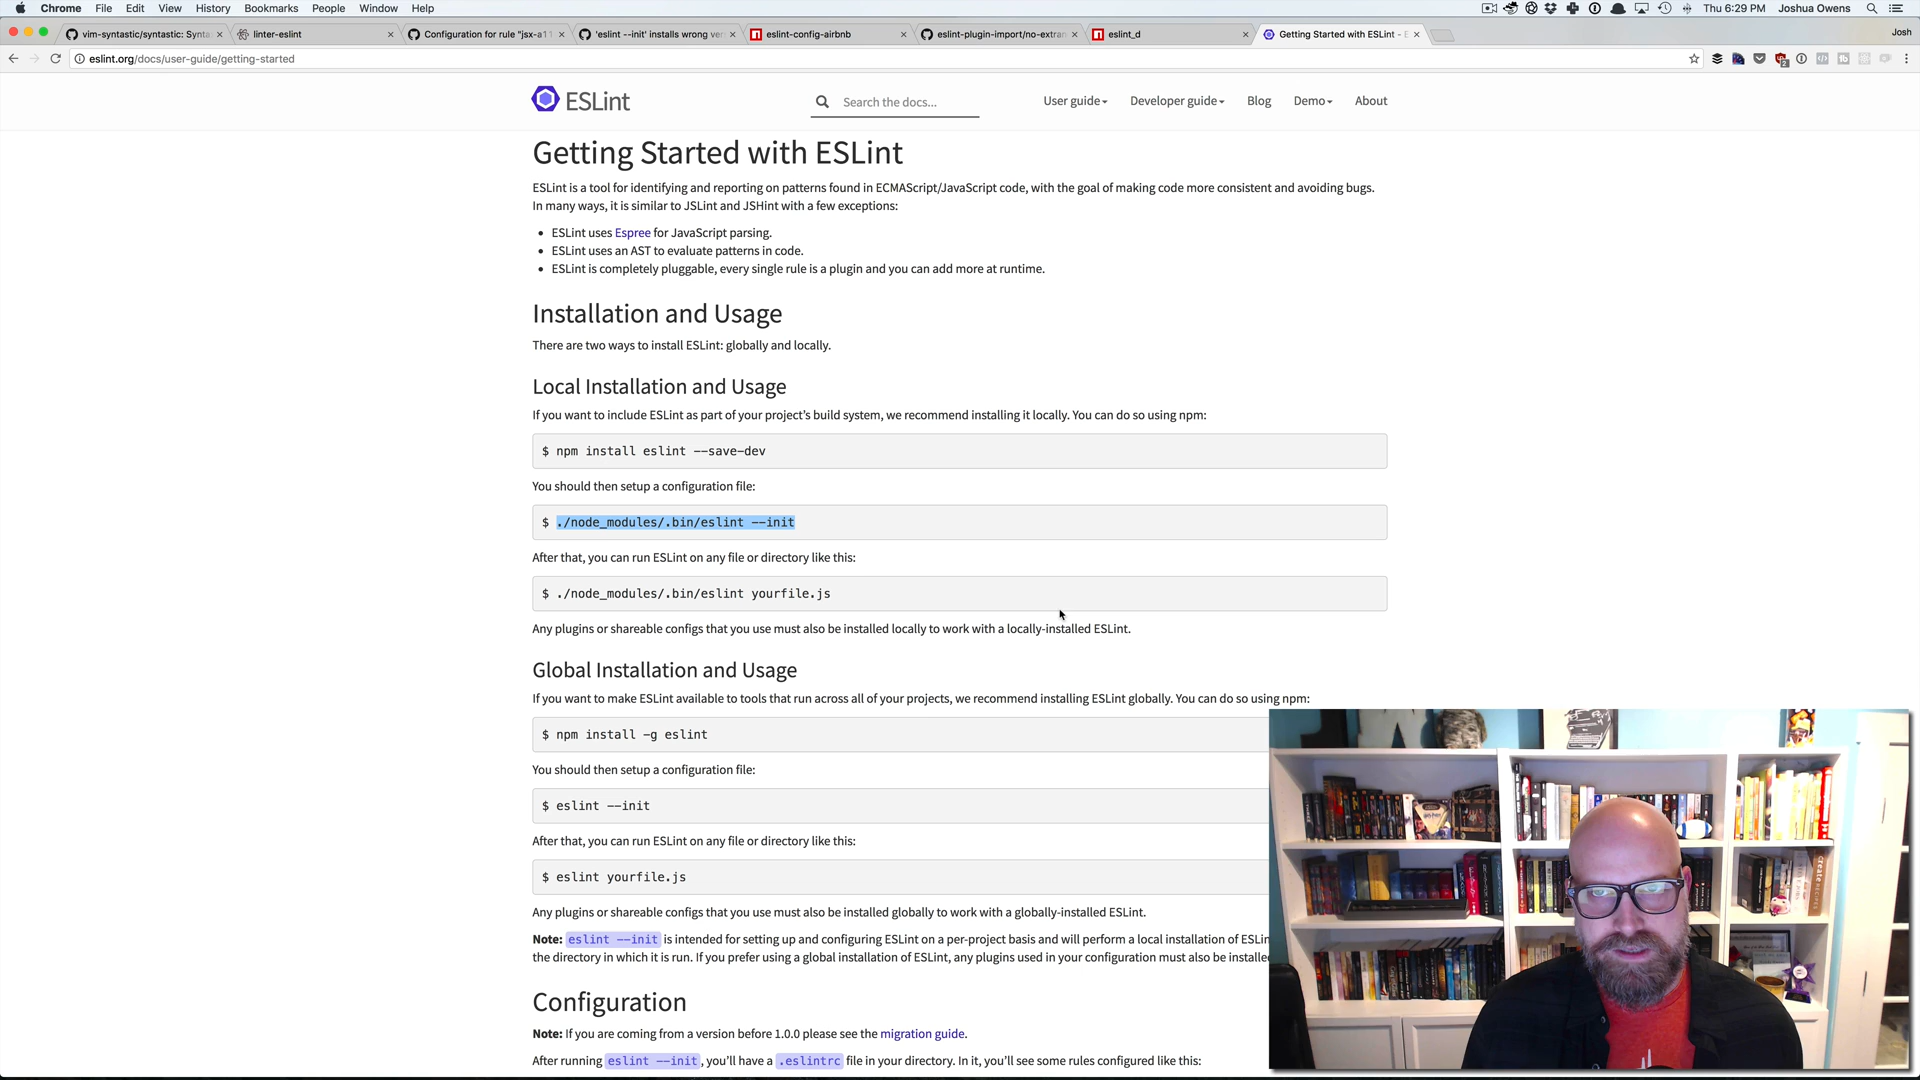 Chrome File Edit View History Bookmarks People Window Help Thu 6:29 PM Joshua Owens
vim-syntastic/syntastic: Synta
linter-eslint
Configuration for rule "jsx-a11
'eslint --init' installs wrong ver
eslint-config-airbnb
eslint-plugin-import/no-extran
eslint_d
Getting Started with ESLint - E
Josh
eslint.org/docs/user-guide/getting-started
2
ESLint
Search the docs...
User guide Developer guide Blog Demo About
Getting Started with ESLint
ESLint is a tool for identifying and reporting on patterns found in ECMAScript/JavaScript code, with the goal of making code more consistent and avoiding bugs.
In many ways, it is similar to JSLint and JSHint with a few exceptions:
• ESLint uses Espree for JavaScript parsing.
• ESLint uses an AST to evaluate patterns in code.
• ESLint is completely pluggable, every single rule is a plugin and you can add more at runtime.
Installation and Usage
There are two ways to install ESLint: globally and locally.
Local Installation and Usage
If you want to include ESLint as part of your project's build system, we recommend installing it locally. You can do so using npm:
$ npm install eslint --save-dev
You should then setup a configuration file:
$ ./node_modules/.bin/eslint --init
After that, you can run ESLint on any file or directory like this:
$ ./node_modules/.bin/eslint yourfile.js
Any plugins or shareable configs that you use must also be installed locally to work with a locally-installed ESLint.
Global Installation and Usage
If you want to make ESLint available to tools that run across all of your projects, we recommend installing ESLint globally. You can do so using npm:
$ npm install -g eslint
You should then setup a configuration file:
$ eslint --init
After that, you can run ESLint on any file or directory like this:
$ eslint yourfile.js
Any plugins or shareable configs that you use must also be installed globally to work with a globally-installed ESLint.
Note: eslint --init is intended for setting up and configuring ESLint on a per-project basis and will perform a local installation of ESLin
the directory in which it is run. If you prefer using a global installation of ESLint, any plugins used in your configuration must also be installe
Configuration
Note: If you are coming from a version before 1.0.0 please see the migration guide.
After running eslint --init, you'll have a .eslintrc file in your directory. In it, you'll see some rules configured like this: